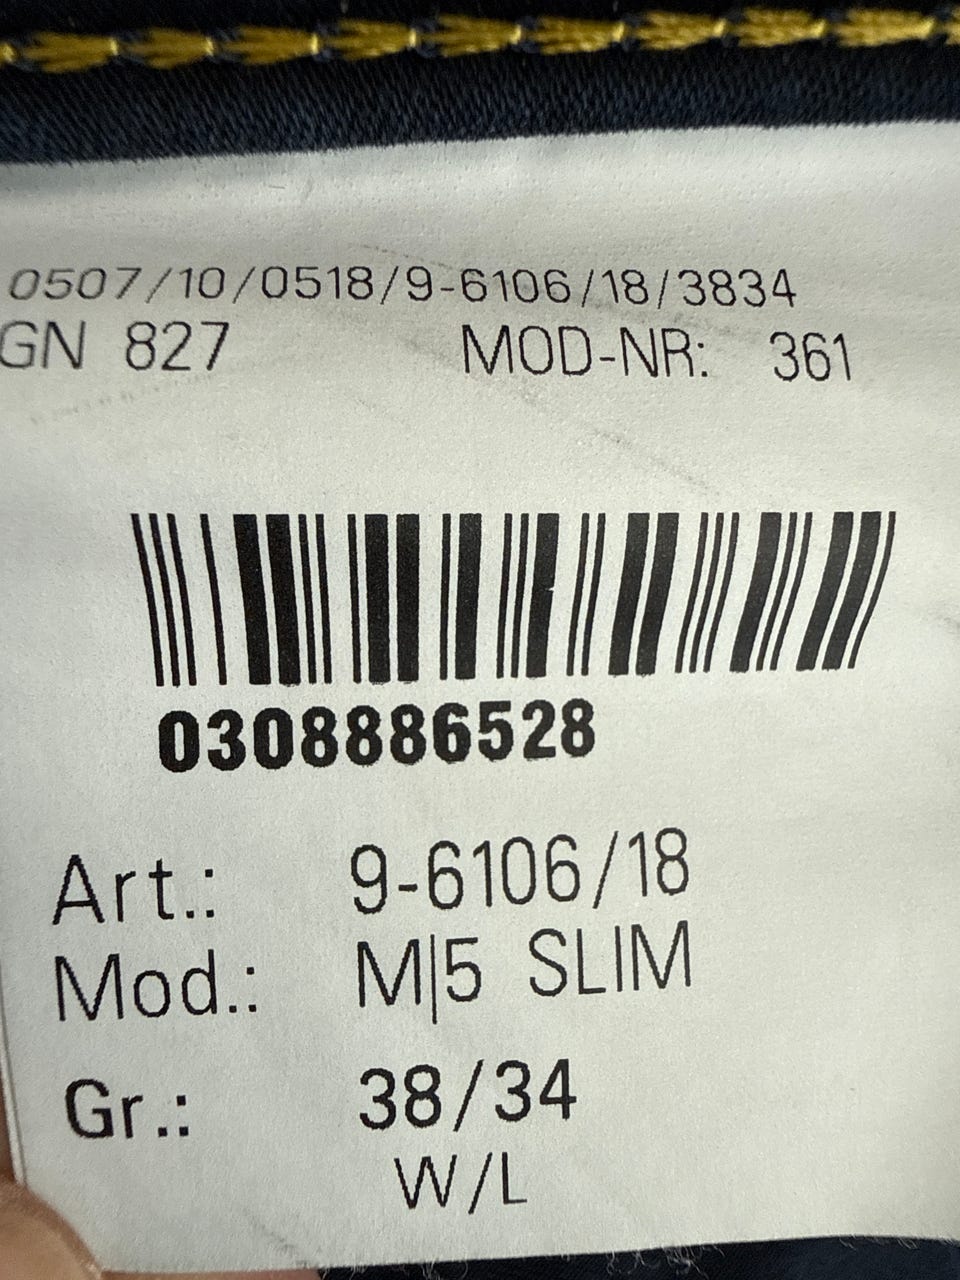 0507/10/0518/9-6106/18/3834
GN 827 MOD-NR: 361
0308886528
Art.: 9-6106/18
Mod.: M|5 SLIM
Gr.: 38/34
W/L